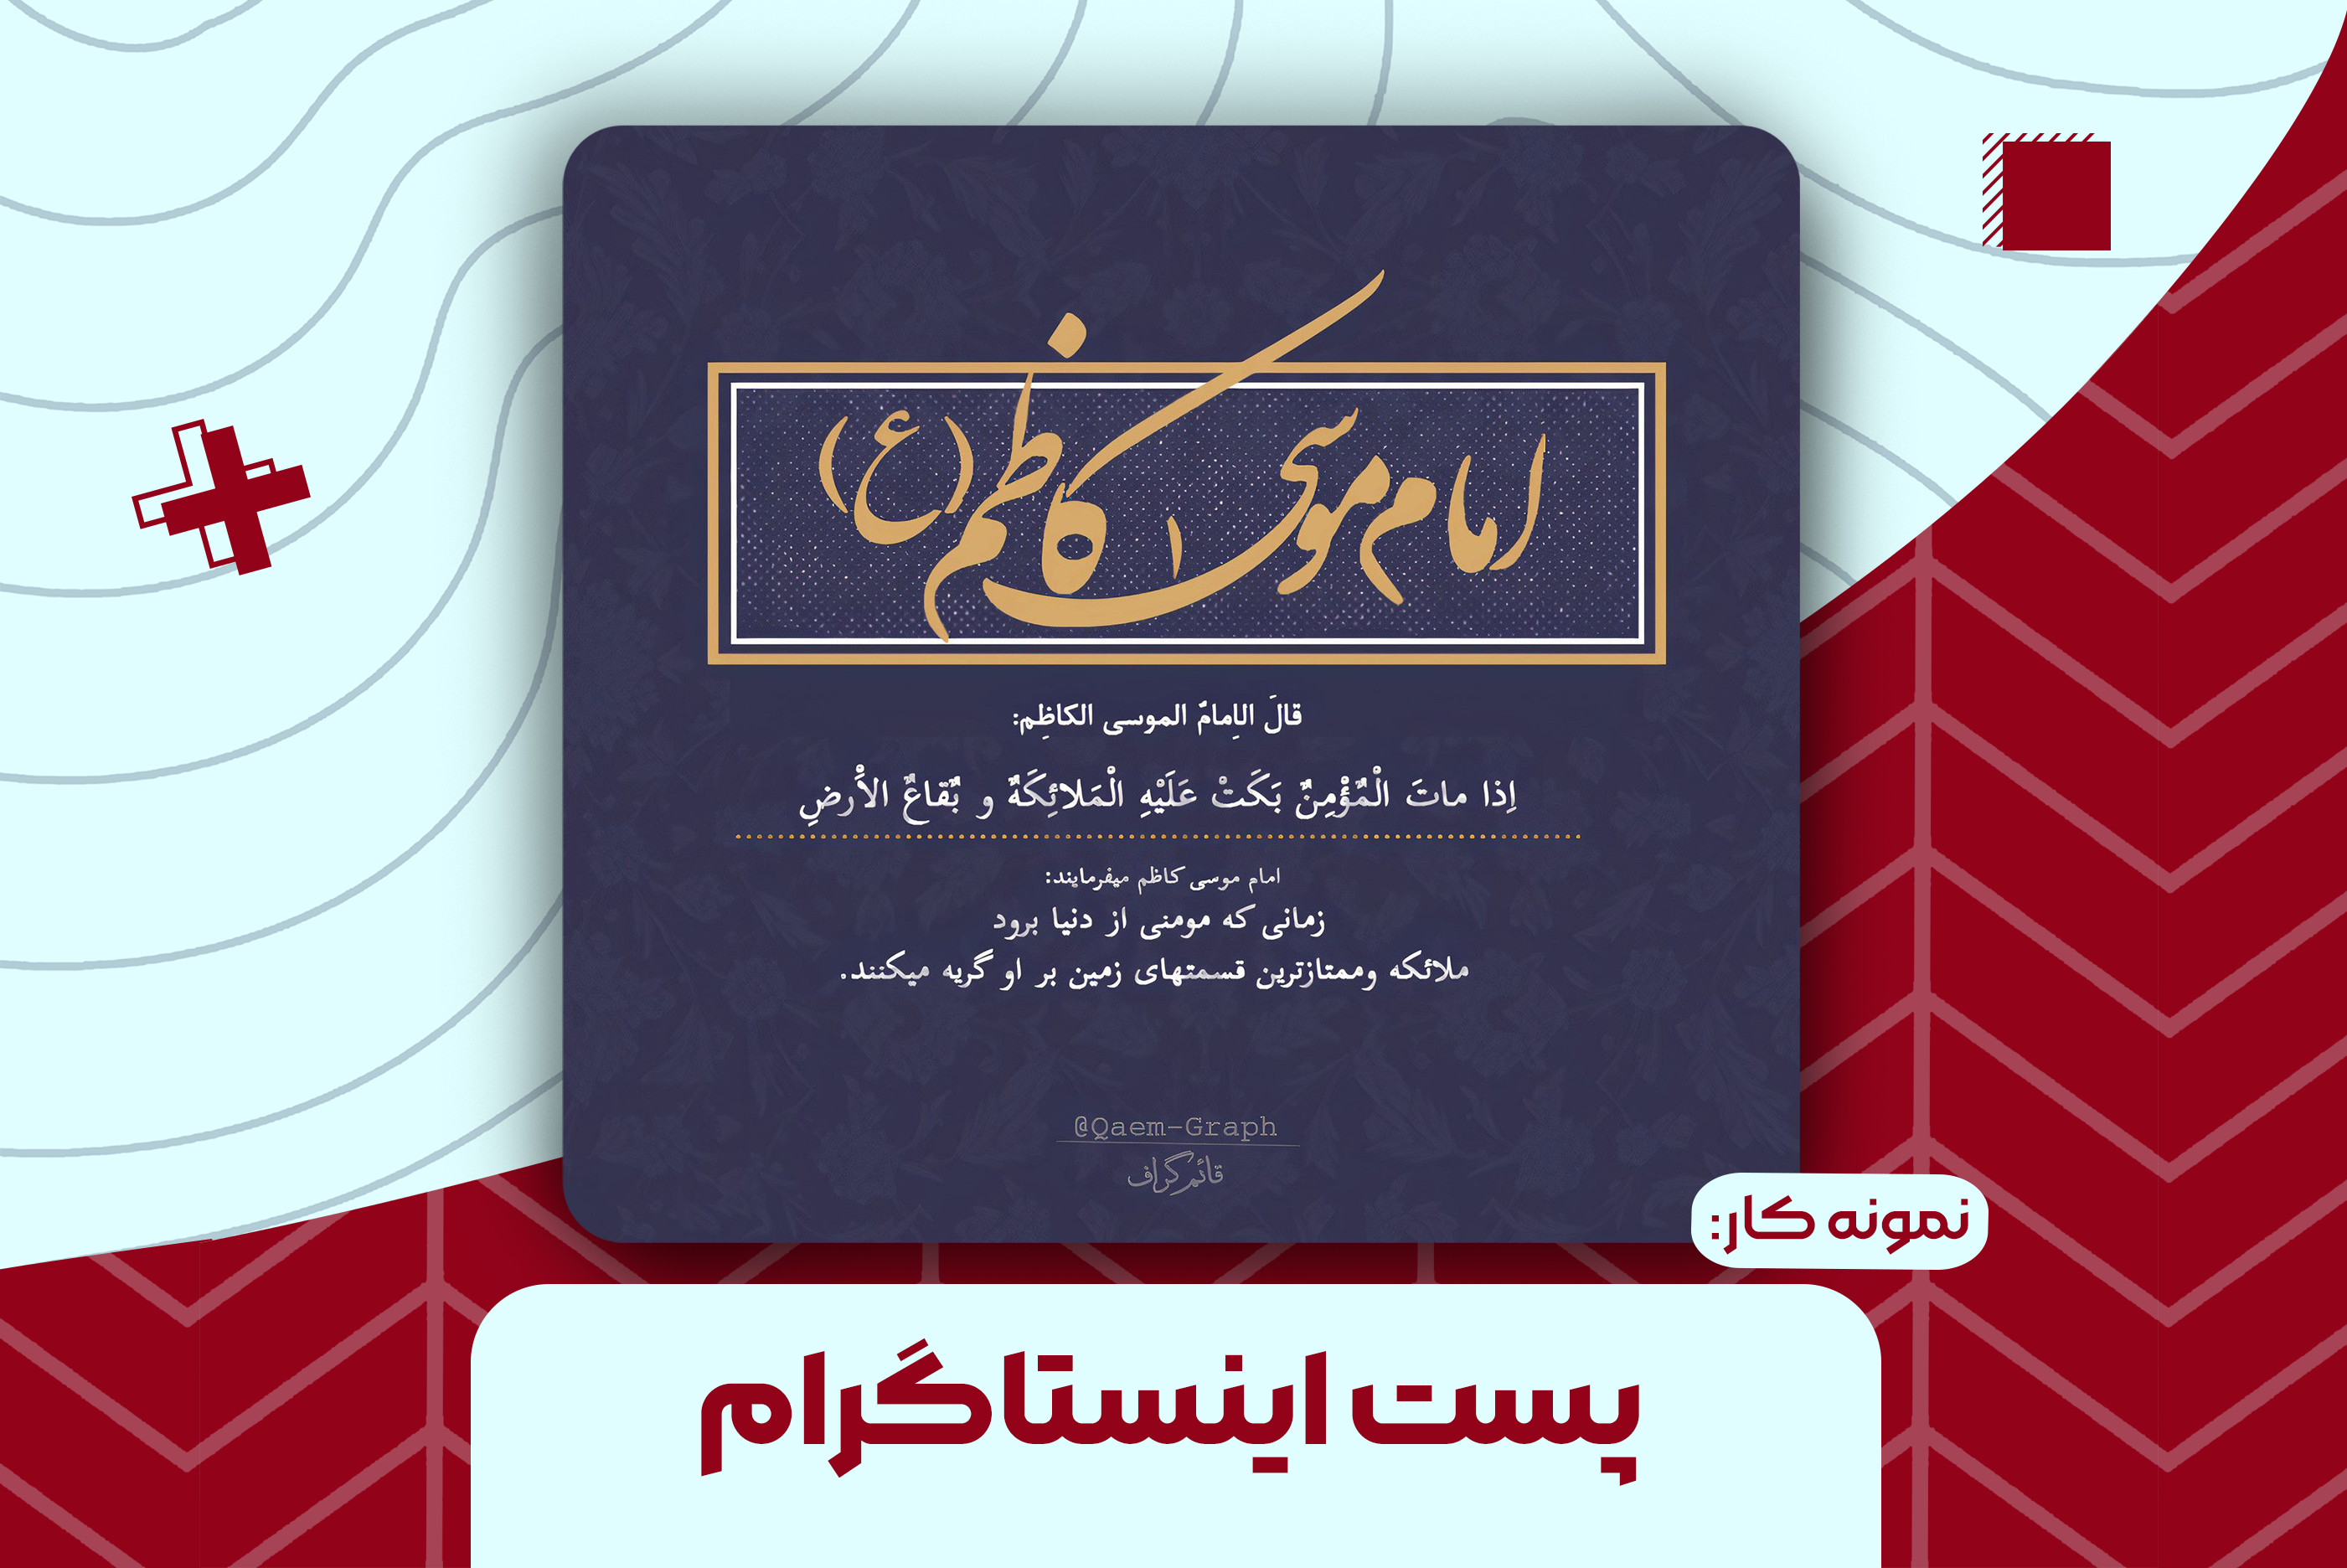 امام موسی کاظم (ع)
قالَ الاِمامُ الموسی الکاظِم:
اِذا ماتَ الْمُؤْمِنٌ بَکَتْ عَلَیْهِ الْمَلائِکَةٌ و بٌقاعٌ الاَْرضِ
امام موسی کاظم میفرمایند:
زمانی که مومنی از دنیا برود
ملائکه وممتازترین قسمتهای زمین بر او گریه میکنند.
@Qaem-Graph
قائم گراف
نمونه کار:
پست اینستاگرام